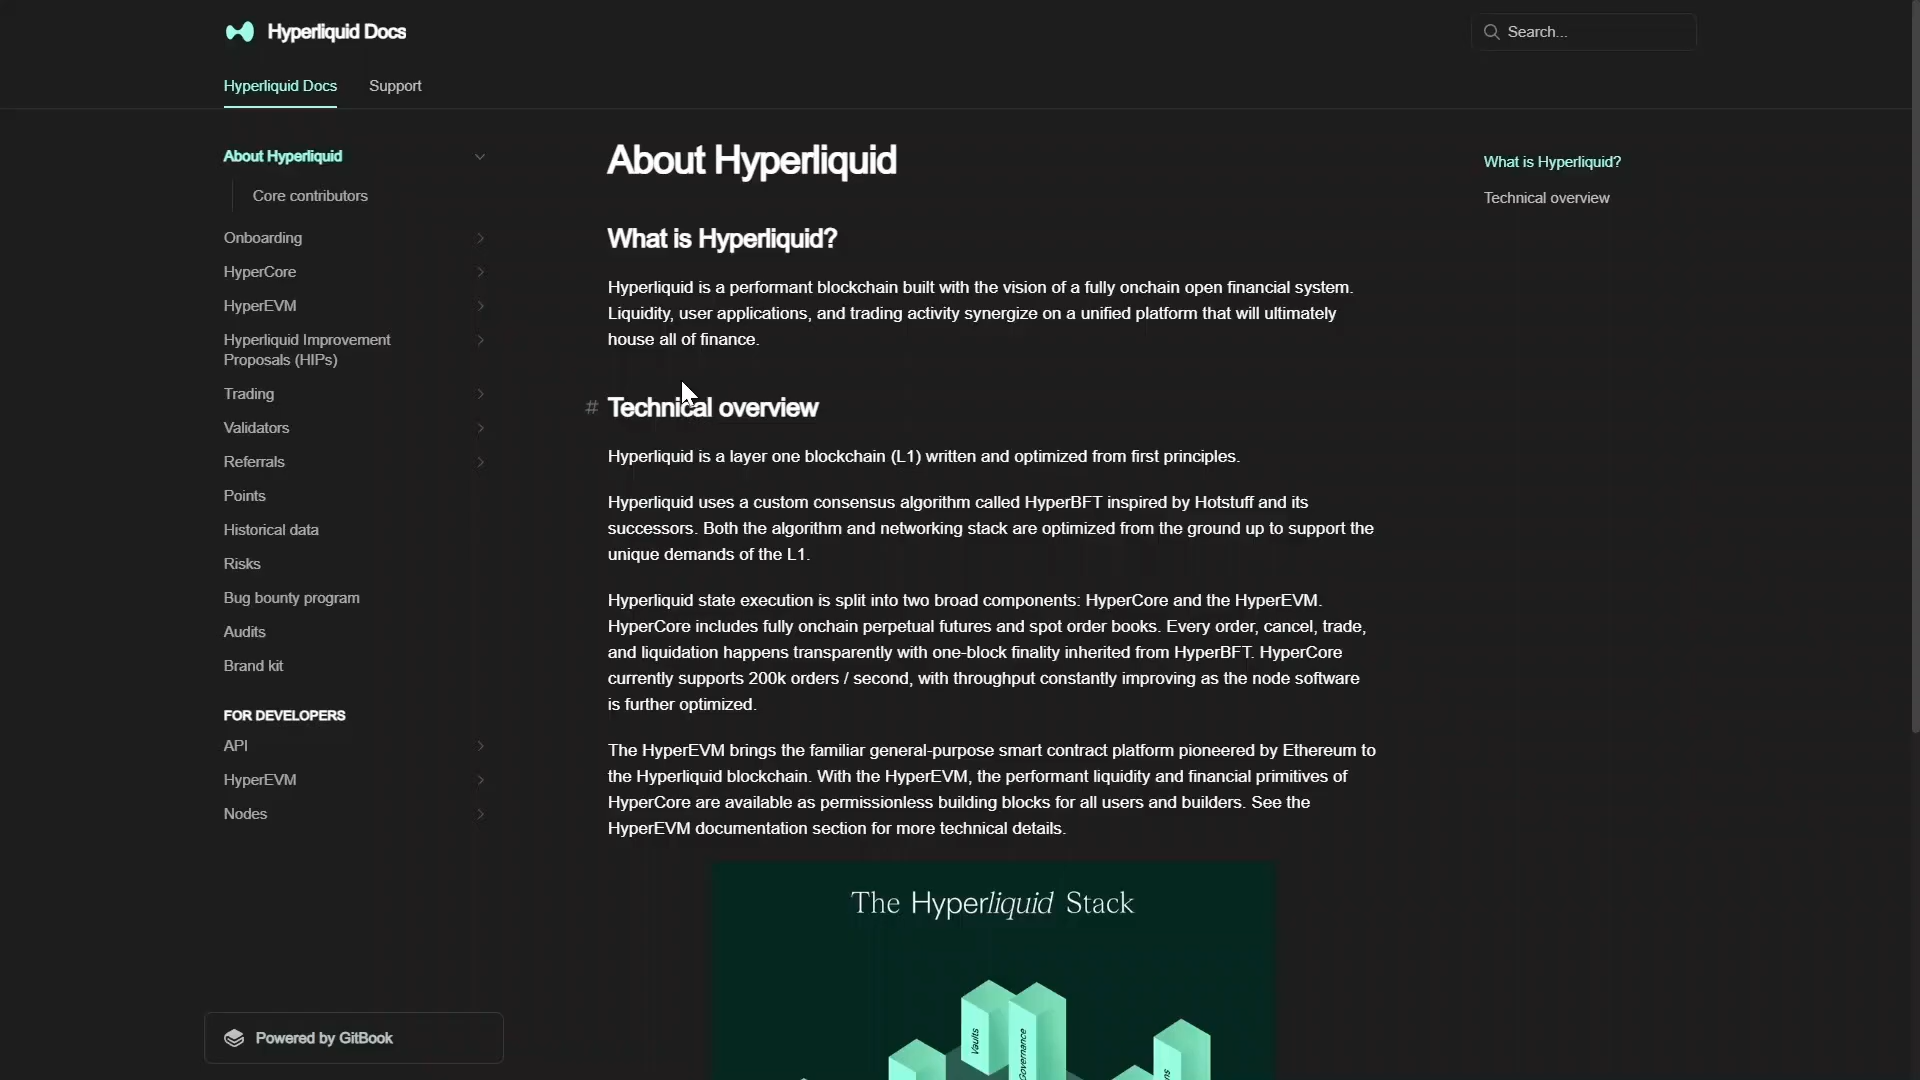 Hyperliquid Docs
Search...
Hyperliquid Docs
Support
About Hyperliquid
Core contributors
Onboarding
HyperCore
HyperEVM
Hyperliquid Improvement
Proposals (HIPs)
Trading
Validators
Referrals
Points
Historical data
Risks
Bug bounty program
Audits
Brand kit
FOR DEVELOPERS
API
HyperEVM
Nodes
Powered by GitBook
About Hyperliquid
What is Hyperliquid?
Hyperliquid is a performant blockchain built with the vision of a fully onchain open financial system.
Liquidity, user applications, and trading activity synergize on a unified platform that will ultimately
house all of finance.
# Technical overview
Hyperliquid is a layer one blockchain (L1) written and optimized from first principles.
Hyperliquid uses a custom consensus algorithm called HyperBFT inspired by Hotstuff and its
successors. Both the algorithm and networking stack are optimized from the ground up to support the
unique demands of the L1.
Hyperliquid state execution is split into two broad components: HyperCore and the HyperEVM.
HyperCore includes fully onchain perpetual futures and spot order books. Every order, cancel, trade,
and liquidation happens transparently with one-block finality inherited from HyperBFT. HyperCore
currently supports 200k orders / second, with throughput constantly improving as the node software
is further optimized.
The HyperEVM brings the familiar general-purpose smart contract platform pioneered by Ethereum to
the Hyperliquid blockchain. With the HyperEVM, the performant liquidity and financial primitives of
HyperCore are available as permissionless building blocks for all users and builders. See the
HyperEVM documentation section for more technical details.
The Hyperliquid Stack
Vaults
Governance
What is Hyperliquid?
Technical overview